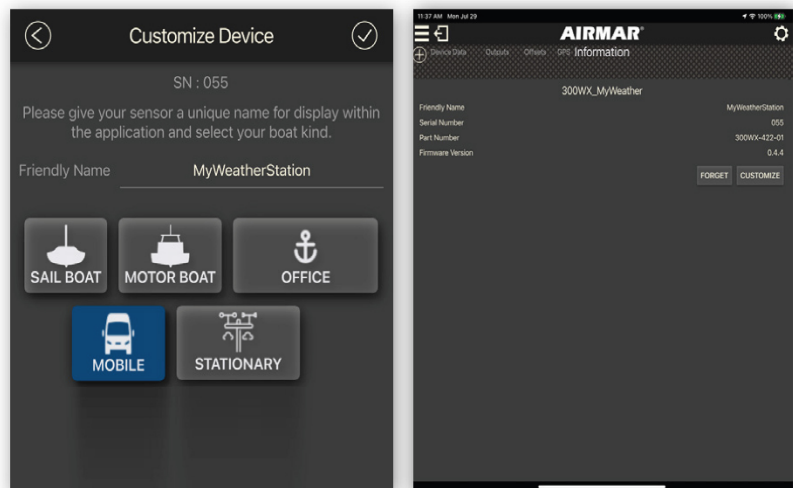 Customize Device
SN : 055
Please give your sensor a unique name for display within
the application and select your boat kind.
Friendly Name MyWeatherStation
SAIL BOAT MOTOR BOAT OFFICE
MOBILE STATIONARY
11:37 AM Mon Jul 29 100%
AIRMAR
Device Data Outputs Offsets GPS Information
300WX_MyWeather
Friendly Name MyWeatherStation
Serial Number 055
Part Number 300WX-422-01
Firmware Version 0.4.4
FORGET CUSTOMIZE